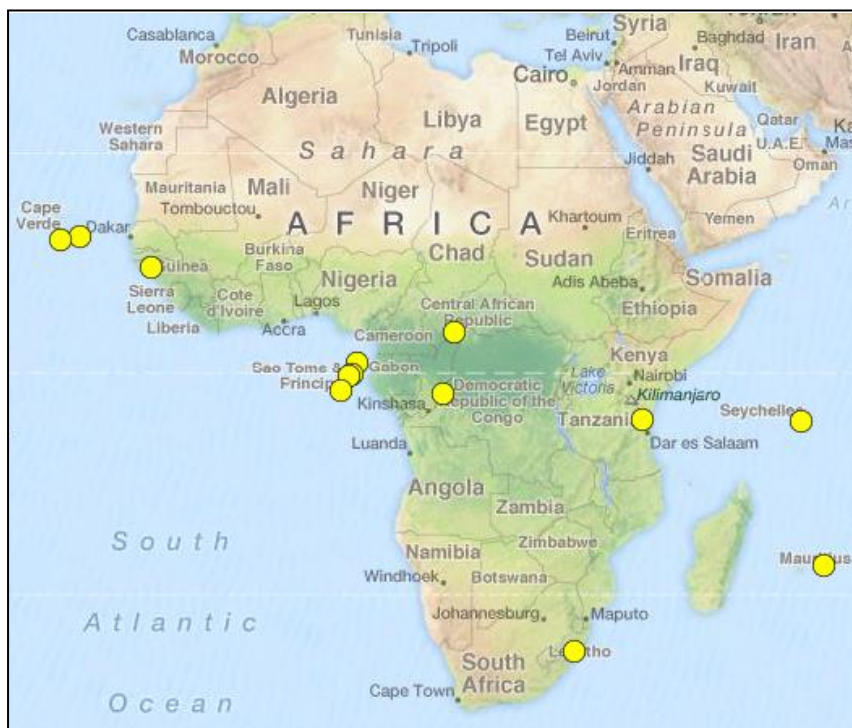 Casablanca
Morocco
Tunisia
Tripoli
Beirut
Syria
Tel Aviv
Amman
Jordan
Baghdad
Iraq
Iran
Cairo
Kuwait
Western
Sahara
Algeria
Libya
Egypt
Arabian
Peninsula
Qatar
U.A.E.
Sahara
Jiddah
Saudi
Arabia
Oman
Mauritania
Mali
Niger
Tombouctou
Cape
Verde
Dakar
AFRICA
Khartoum
Eritrea
Yemen
Burkina
Faso
Chad
Sudan
Guinea
Nigeria
Somalia
Sierra
Leone
Cote
d'Ivoire
Lagos
Adis Abeba
Ethiopia
Liberia
Accra
Central African
Republic
Cameroon
Kenya
Sao Tome &
Gabon
Lake
Victoria
Nairobi
Kilimanjaro
Kinshasa
Democratic
Republic of the
Congo
Seychelles
Luanda
Dar es Salaam
Angola
Zambia
South
Zimbabwe
Namibia
Windhoek
Botswana
Mauritius
Atlantic
Johannesburg
Maputo
South
Africa
Cape Town
Ocean